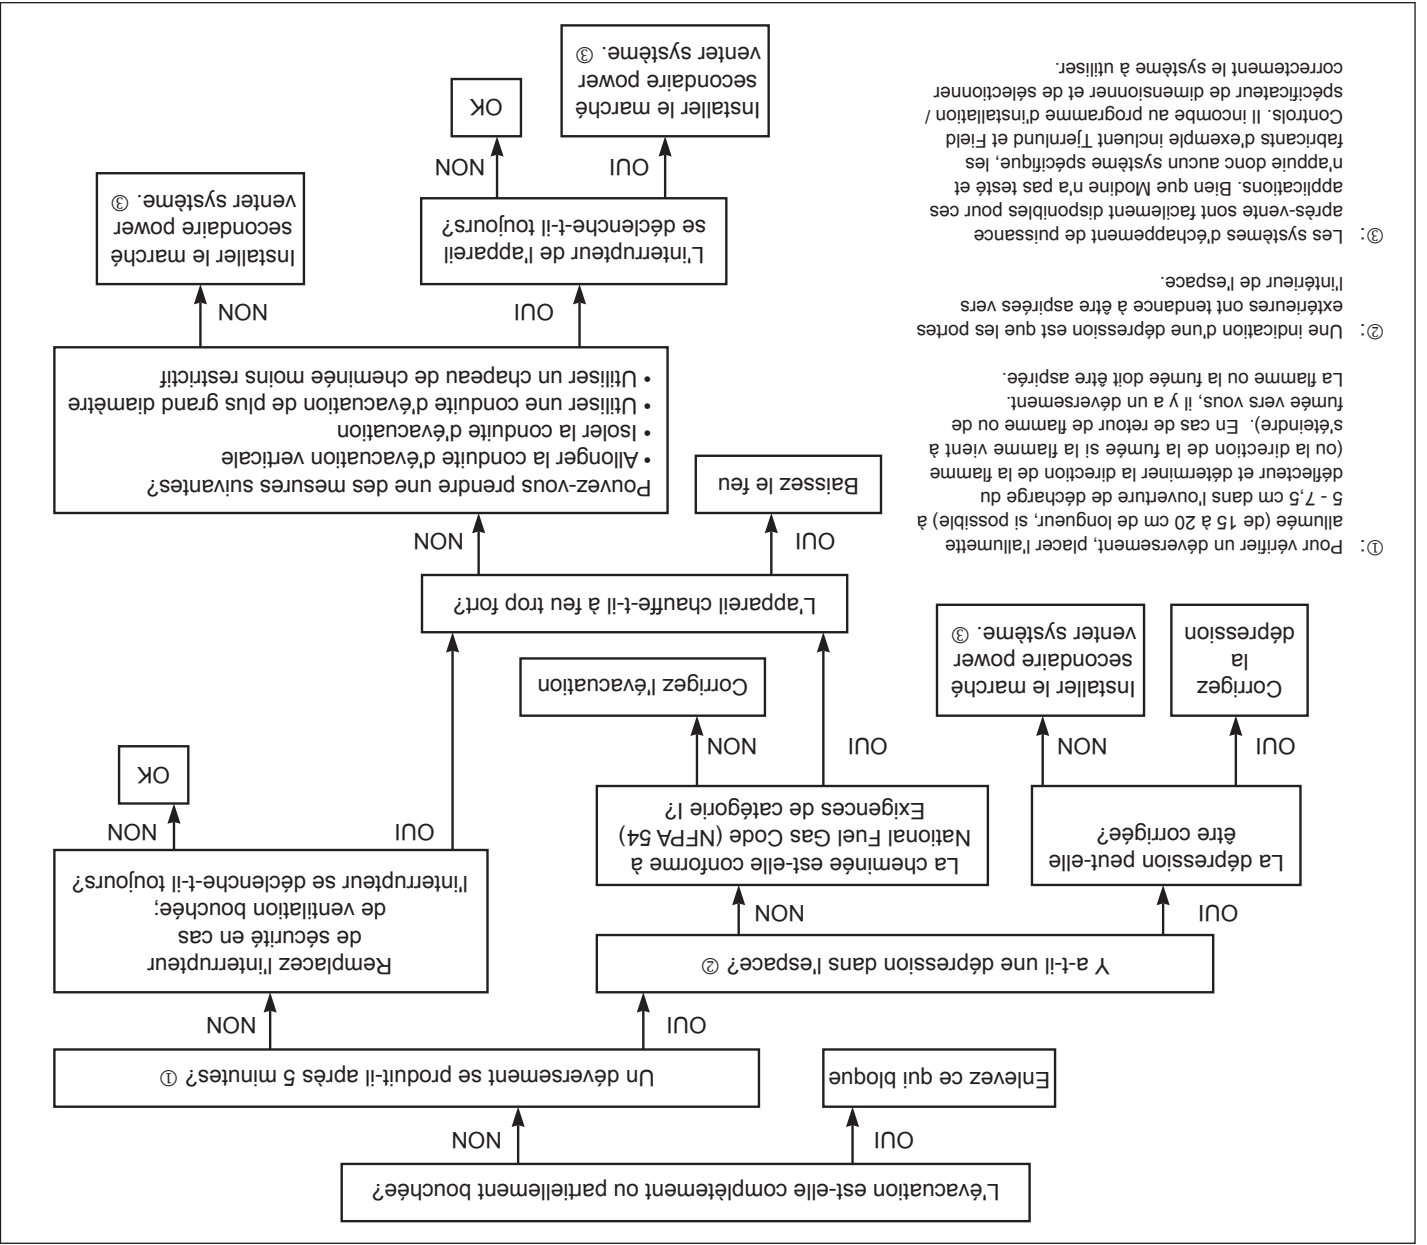 L'évacuation est-elle complètement ou partiellement bouchée?
OUI
NON
Enlevez ce qui bloque
Un déversement se produit-il après 5 minutes? ①
OUI
NON
Y a-t-il une dépression dans l'espace? ②
Remplacez l'interrupteur
de sécurité en cas
de ventilation bouchée;
l'interrupteur se déclenche-t-il toujours?
OUI
NON
La dépression peut-elle
être corrigée?
La cheminée est-elle conforme à
National Fuel Gas Code (NFPA 54)
Exigences de catégorie I?
OUI
NON
OK
OUI
NON
Corrigez
la
dépression
Installer le marché
secondaire power
venter système. ③
OUI
NON
Corrigez l'évacuation
L'appareil chauffe-t-il à feu trop fort?
OUI
NON
Baissez le feu
Pouvez-vous prendre une des mesures suivantes?
• Allonger la conduite d'évacuation verticale
• Isoler la conduite d'évacuation
• Utiliser une conduite d'évacuation de plus grand diamètre
• Utiliser un chapeau de cheminée moins restrictif
OUI
NON
L'interrupteur de l'appareil
se déclenche-t-il toujours?
Installer le marché
secondaire power
venter système. ③
OUI
NON
Installer le marché
secondaire power
venter système. ③
OK
①: Pour vérifier un déversement, placer l'allumette
allumée (de 15 à 20 cm de longueur, si possible) à
5 - 7,5 cm dans l'ouverture de décharge du
déflecteur et déterminer la direction de la flamme
(ou la direction de la fumée si la flamme vient à
s'éteindre). En cas de retour de flamme ou de
fumée vers vous, il y a un déversement.
La flamme ou la fumée doit être aspirée.
②: Une indication d'une dépression est que les portes
extérieures ont tendance à être aspirées vers
l'intérieur de l'espace.
③: Les systèmes d'échappement de puissance
après-vente sont facilement disponibles pour ces
applications. Bien que Modine n'a pas testé et
n'appuie donc aucun système spécifique, les
fabricants d'exemple incluent Tjernlund et Field
Controls. Il incombe au programme d'installation /
spécificateur de dimensionner et de sélectionner
correctement le système à utiliser.